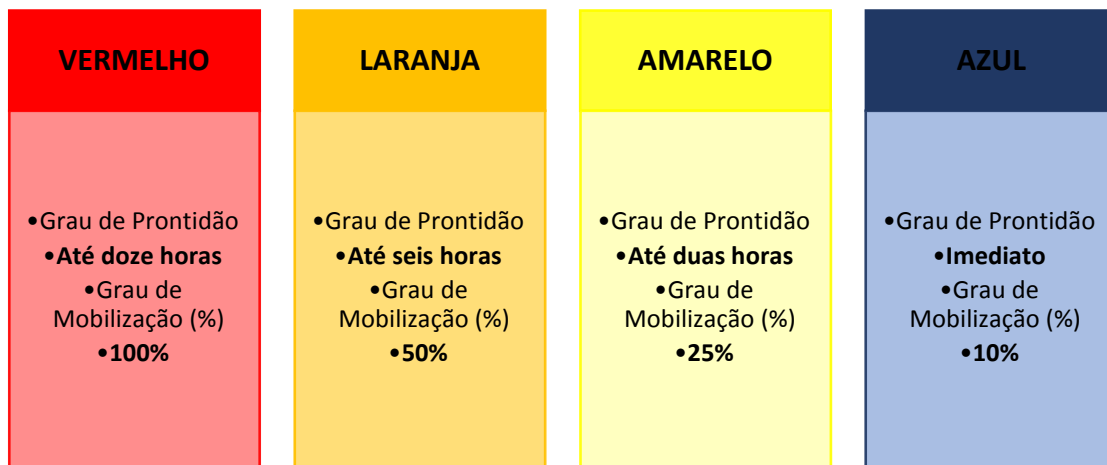 VERMELHO
•Grau de Prontidão
•Até doze horas
•Grau de
Mobilização (%)
•100%
LARANJA
•Grau de Prontidão
•Até seis horas
•Grau de
Mobilização (%)
•50%
AMARELO
•Grau de Prontidão
•Até duas horas
•Grau de
Mobilização (%)
•25%
AZUL
•Grau de Prontidão
•Imediato
•Grau de
Mobilização (%)
•10%